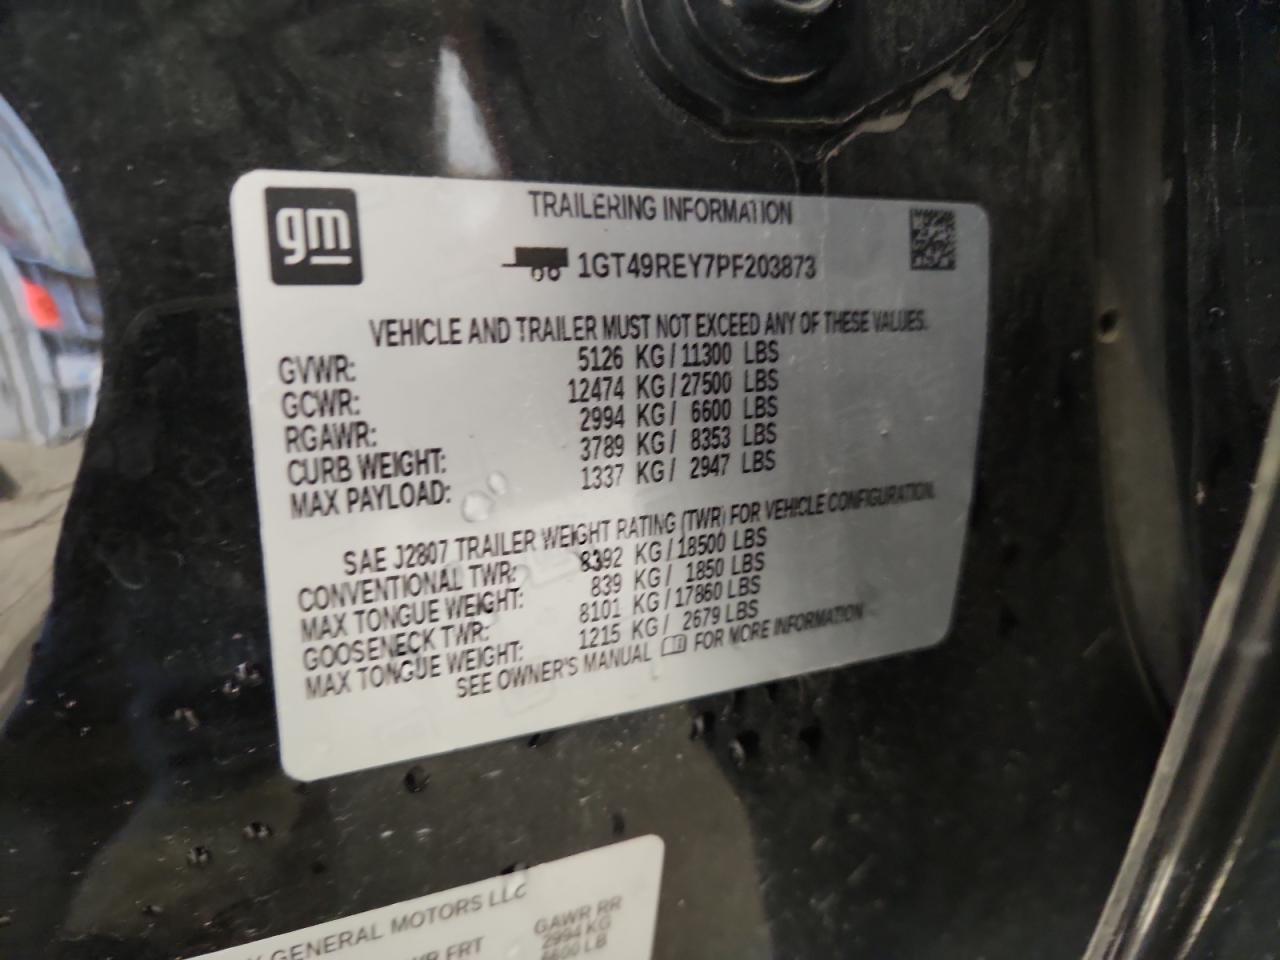 gm
TRAILERING INFORMATION
1GT49REY7PF203873
VEHICLE AND TRAILER MUST NOT EXCEED ANY OF THESE VALUES.
GVWR: 5126 KG / 11300 LBS
GCWR: 12474 KG / 27500 LBS
RGAWR: 2994 KG / 6600 LBS
CURB WEIGHT: 3789 KG / 8353 LBS
MAX PAYLOAD: 1337 KG / 2947 LBS
SAE J2807 TRAILER WEIGHT RATING (TWR) FOR VEHICLE CONFIGURATION.
CONVENTIONAL TWR: 8392 KG / 18500 LBS
MAX TONGUE WEIGHT: 839 KG / 1850 LBS
GOOSENECK TWR: 8101 KG / 17860 LBS
MAX TONGUE WEIGHT: 1215 KG / 2679 LBS
SEE OWNER'S MANUAL FOR MORE INFORMATION
GENERAL MOTORS LLC
FRT GAWR RR
2994 KG
6600 LB